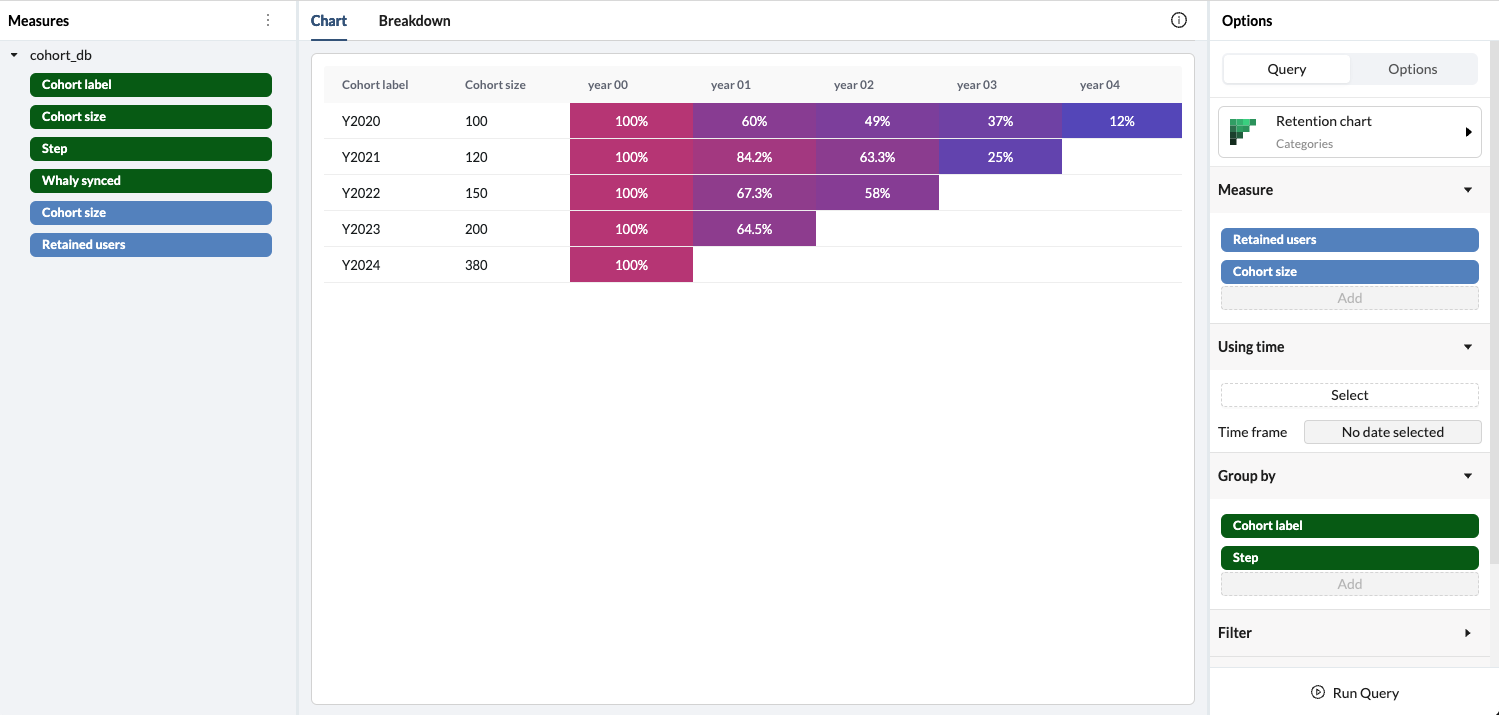 Measures
cohort_db
Cohort label
Cohort size
Step
Whaly synced
Cohort size
Retained users
Chart Breakdown
Cohort label Cohort size year 00 year 01 year 02 year 03 year 04
Y2020 100 100% 60% 49% 37% 12%
Y2021 120 100% 84.2% 63.3% 25%
Y2022 150 100% 67.3% 58%
Y2023 200 100% 64.5%
Y2024 380 100%
Options
Query Options
Retention chart
Categories
Measure
Retained users
Cohort size
Add
Using time
Select
Time frame No date selected
Group by
Cohort label
Step
Add
Filter
Run Query